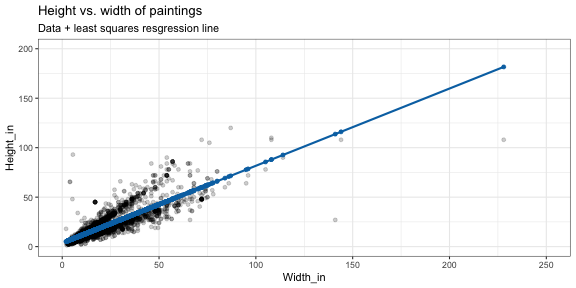 Height vs. width of paintings
Data + least squares resgression line
200
150
100
50
0
Height_in
0 50 100 150 200 250
Width_in